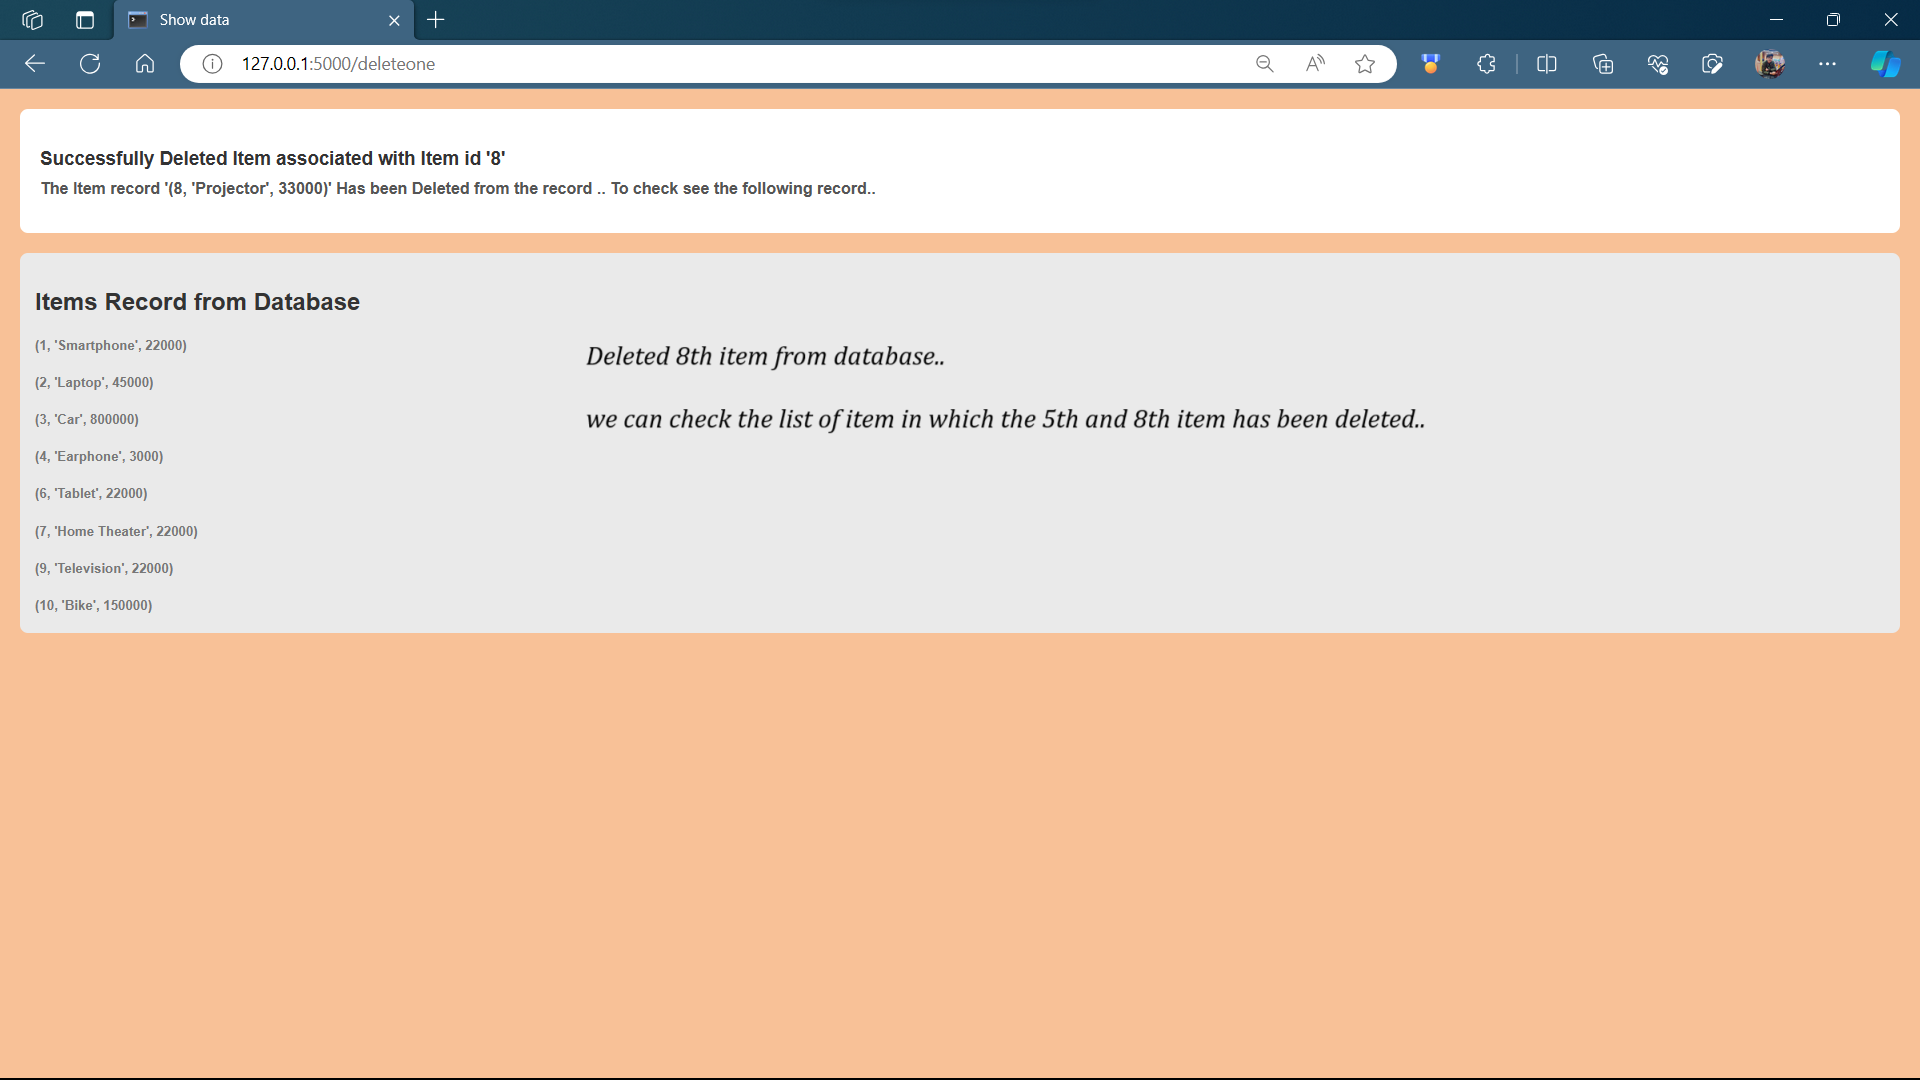 Show data
127.0.0.1:5000/deleteone
Successfully Deleted Item associated with Item id '8'
The Item record '(8, 'Projector', 33000)' Has been Deleted from the record .. To check see the following record..
Items Record from Database
(1, 'Smartphone', 22000)
(2, 'Laptop', 45000)
(3, 'Car', 800000)
(4, 'Earphone', 3000)
(6, 'Tablet', 22000)
(7, 'Home Theater', 22000)
(9, 'Television', 22000)
(10, 'Bike', 150000)
Deleted 8th item from database..
we can check the list of item in which the 5th and 8th item has been deleted..